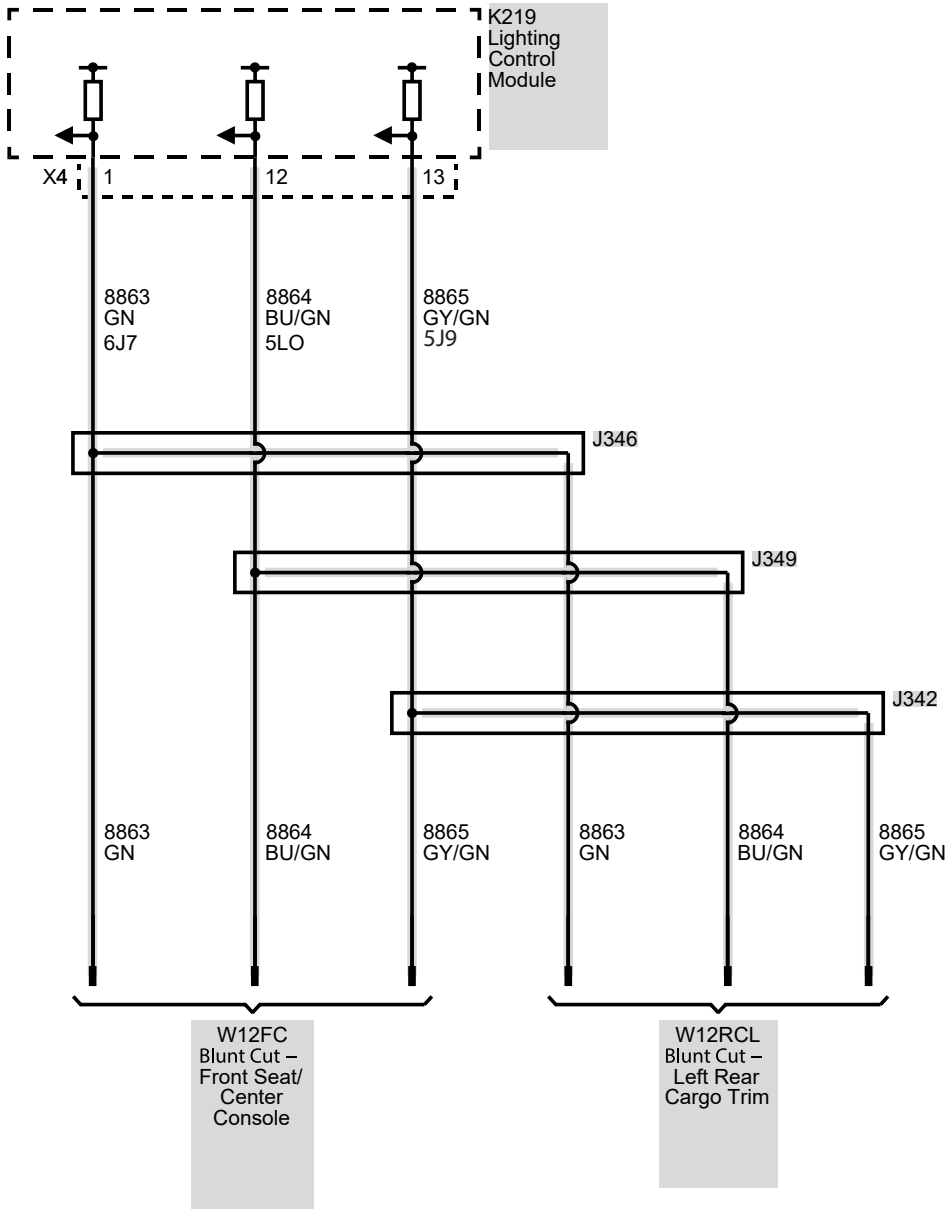 K219
Lighting
Control
Module
X4
1
12
13
8863
GN
6J7
8864
BU/GN
5LO
8865
GY/GN
5J9
J346
J349
J342
8863
GN
8864
BU/GN
8865
GY/GN
8863
GN
8864
BU/GN
8865
GY/GN
W12FC
Blunt Cut –
Front Seat/
Center
Console
W12RCL
Blunt Cut –
Left Rear
Cargo Trim